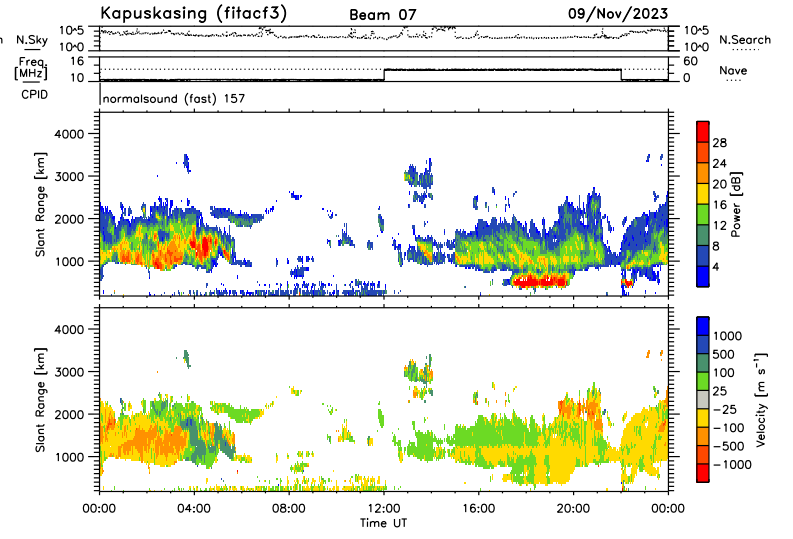 Kapuskasing (fitacf3) Beam 07 09/Nov/2023
N.Sky 10^5 10^5 N.Search
10^0 10^0
Freq. 16 60
[MHz] 10 0 Nave
CPID normalsound (fast) 157
Slant Range [km]
4000
3000
2000
1000
28
24
20
16
12
8
4
Power [dB]
Slant Range [km]
4000
3000
2000
1000
1000
500
100
25
-25
-100
-500
-1000
Velocity [m s⁻¹]
00:00 04:00 08:00 12:00 16:00 20:00 00:00
Time UT